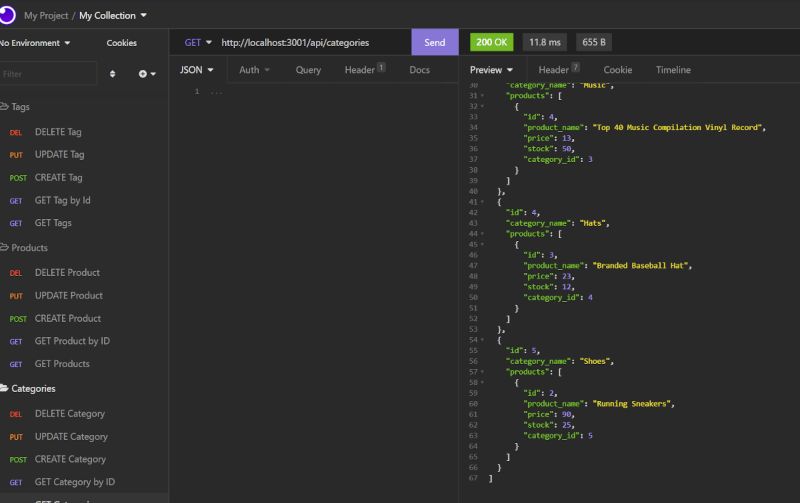 My Project / My Collection
No Environment
Cookies
Filter
Tags
DEL DELETE Tag
PUT UPDATE Tag
POST CREATE Tag
GET GET Tag by Id
GET GET Tags
Products
DEL DELETE Product
PUT UPDATE Product
POST CREATE Product
GET GET Product by ID
GET GET Products
Categories
DEL DELETE Category
PUT UPDATE Category
POST CREATE Category
GET GET Category by ID
GET http://localhost:3001/api/categories Send
JSON Auth Query Header 1 Docs
1 ...
200 OK 11.8 ms 655 B
Preview Header 7 Cookie Timeline
30 "category_name": "Music",
31 "products": [
32 {
33 "id": 4,
34 "product_name": "Top 40 Music Compilation Vinyl Record",
35 "price": 13,
36 "stock": 50,
37 "category_id": 3
38 }
39 ]
40 },
41 {
42 "id": 4,
43 "category_name": "Hats",
44 "products": [
45 {
46 "id": 3,
47 "product_name": "Branded Baseball Hat",
48 "price": 23,
49 "stock": 12,
50 "category_id": 4
51 }
52 ]
53 },
54 {
55 "id": 5,
56 "category_name": "Shoes",
57 "products": [
58 {
59 "id": 2,
60 "product_name": "Running Sneakers",
61 "price": 90,
62 "stock": 25,
63 "category_id": 5
64 }
65 ]
66 }
67 ]